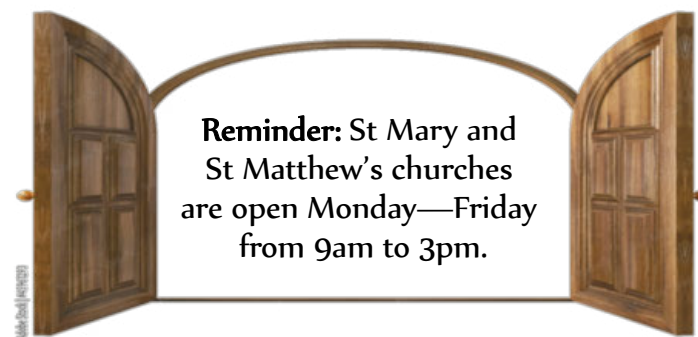 Reminder: St Mary and
St Matthew's churches
are open Monday—Friday
from 9am to 3pm.